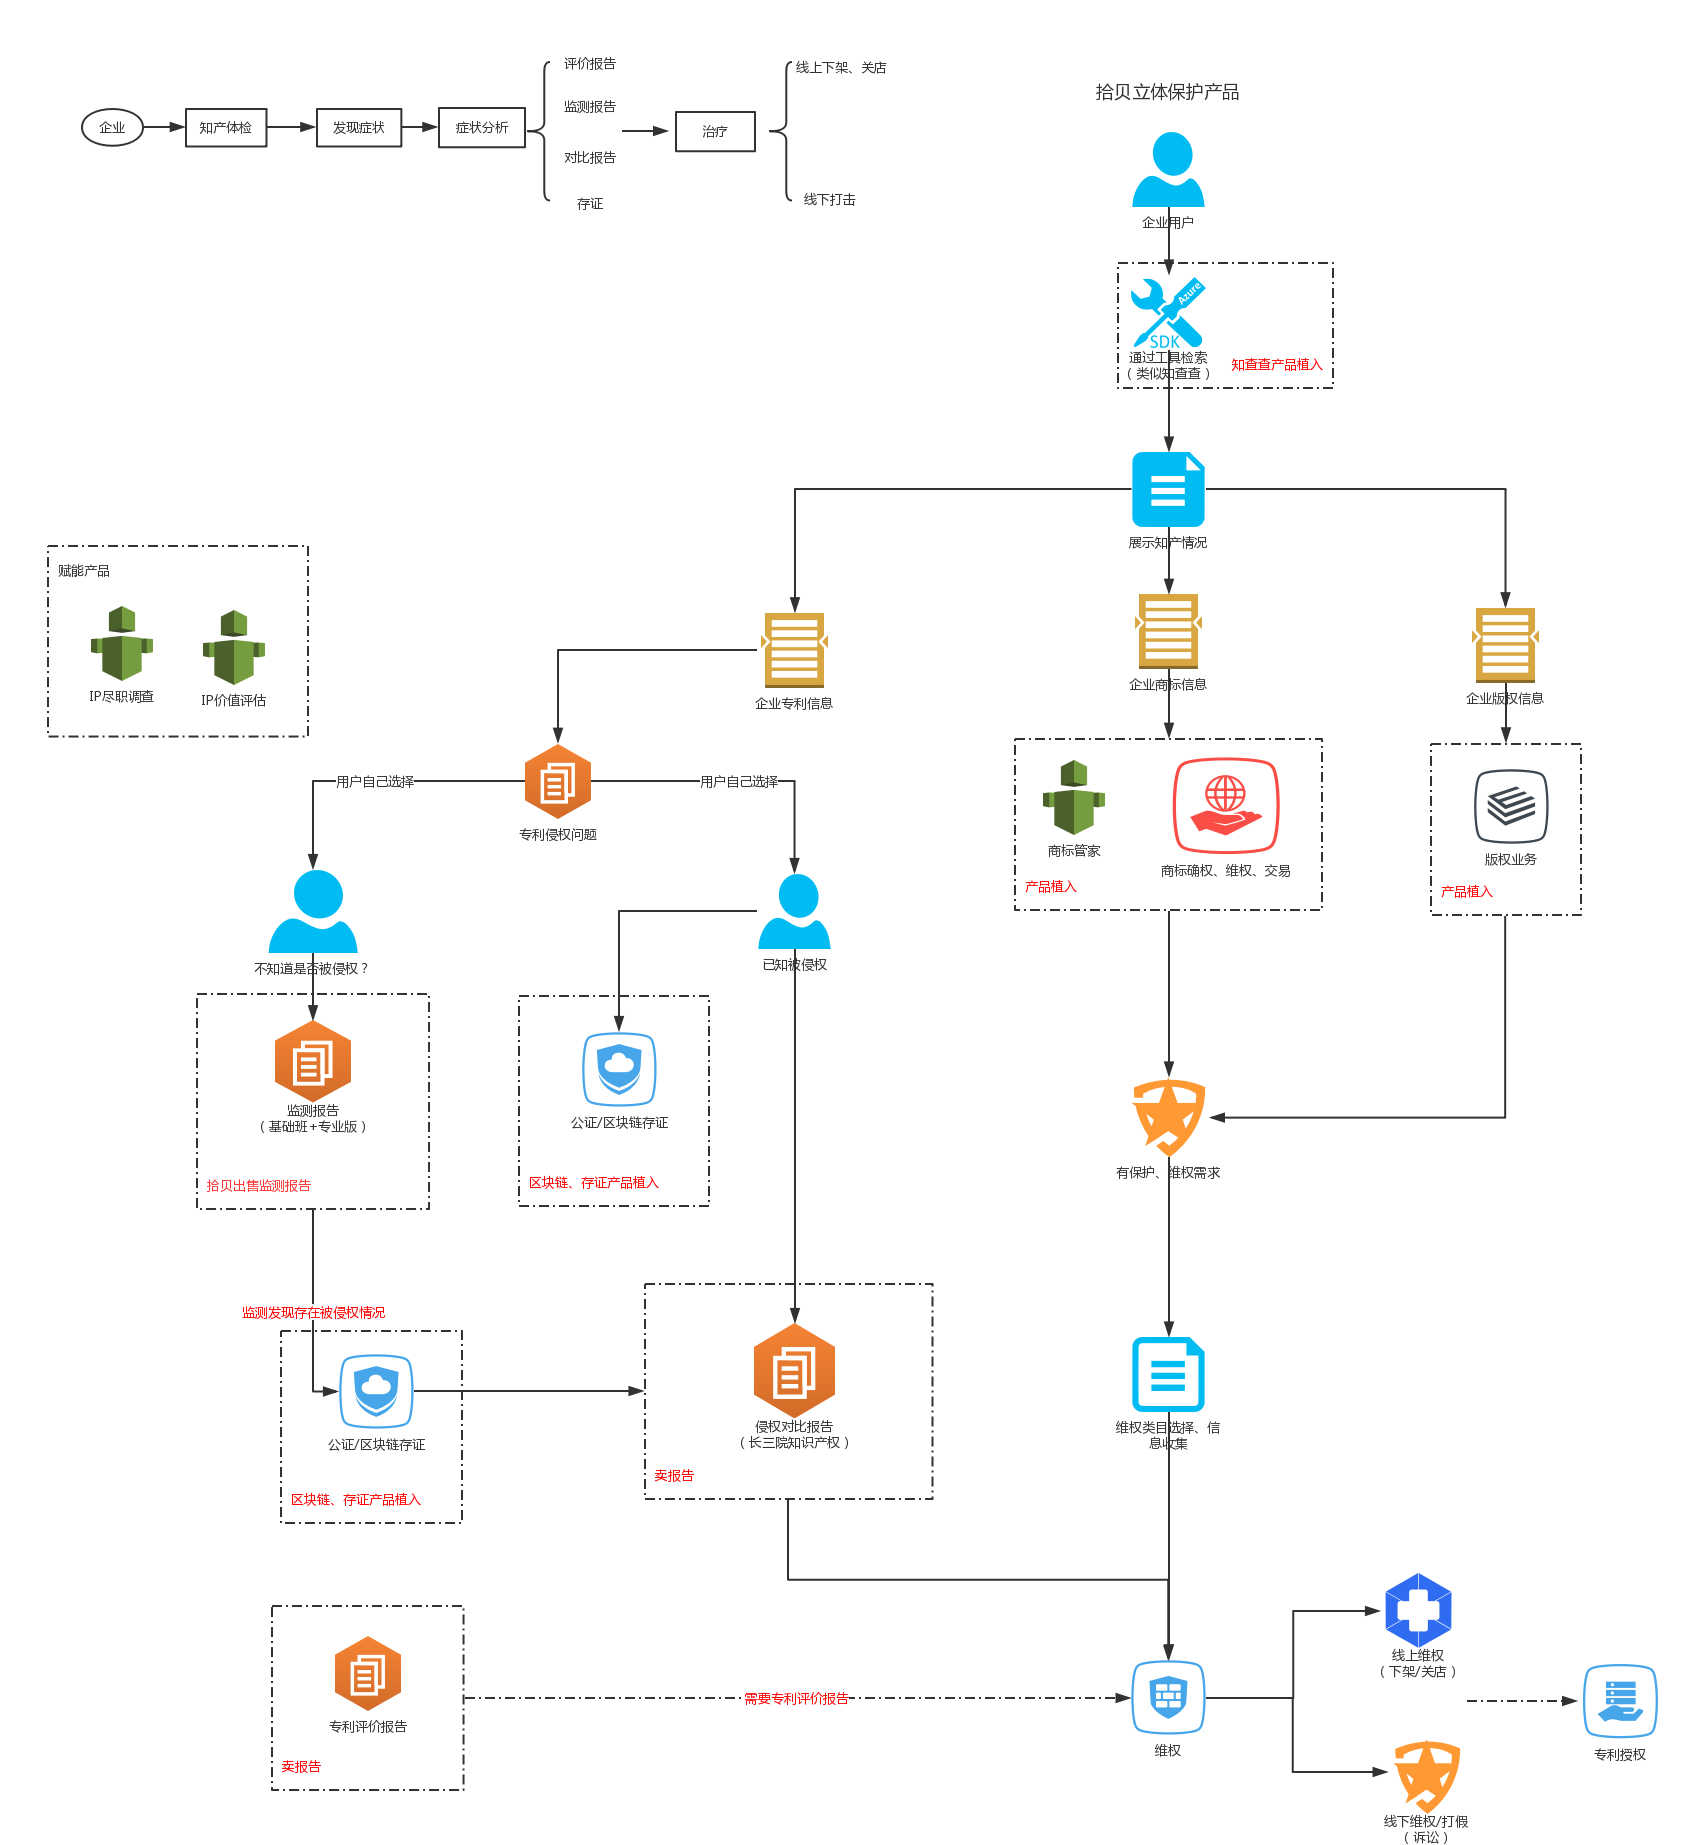 企业
知产体检
发现症状
症状分析
评价报告
监测报告
对比报告
存证
治疗
线上下架、关店
线下打击
拾贝立体保护产品
企业用户
Azure
SDK
通过工具检索
（类似知查查）
知查查产品植入
展示知产情况
赋能产品
IP尽职调查
IP价值评估
企业专利信息
企业商标信息
企业版权信息
用户自己选择
用户自己选择
专利侵权问题
商标管家
商标确权、维权、交易
产品植入
版权业务
产品植入
不知道是否被侵权？
已知被侵权
监测报告
（基础班+专业版）
拾贝出售监测报告
公证/区块链存证
区块链、存证产品植入
有保护、维权需求
监测发现存在被侵权情况
公证/区块链存证
区块链、存证产品植入
侵权对比报告
（长三院知识产权）
卖报告
维权类目选择、信
息收集
专利评价报告
卖报告
需要专利评价报告
维权
线上维权
（下架/关店）
线下维权/打假
（诉讼）
专利授权